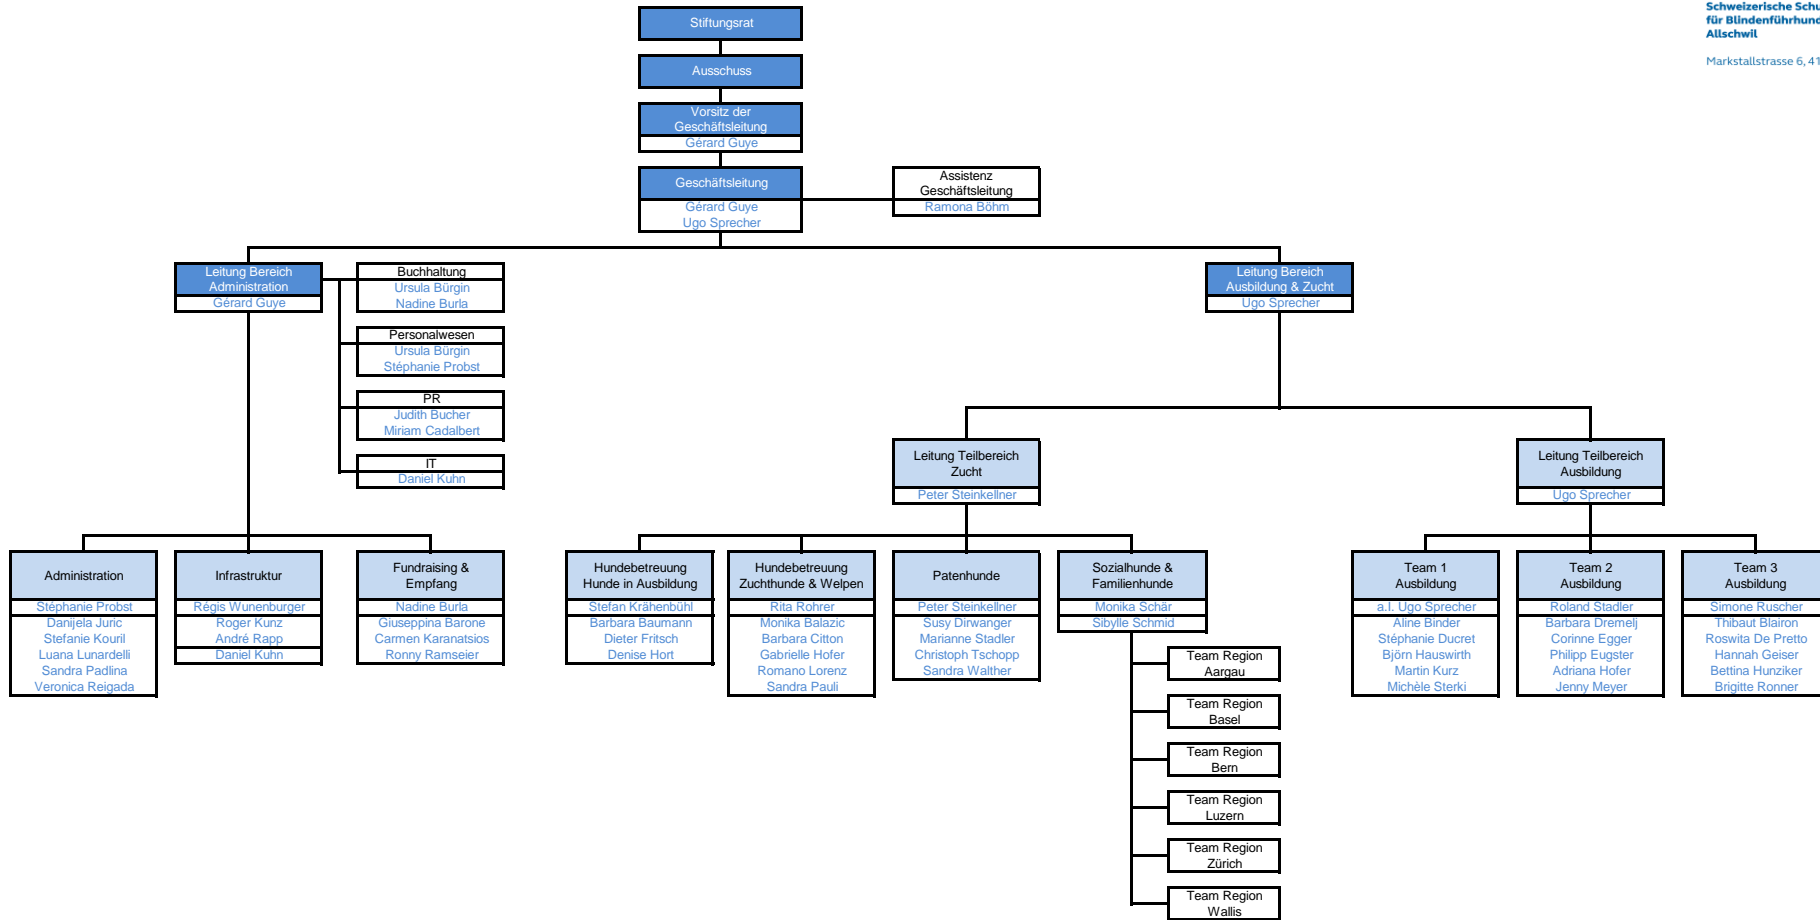 Schweizerische
für
Allschwil
Markstallstrasse 6,
Stiftungsrat
Ausschuss
Vorsitz der
Geschäftsleitung
Gérard Guye
Geschäftsleitung
Gérard Guye
Ugo Sprecher
Assistenz
Geschäftsleitung
Ramona Böhm
Leitung Bereich
Administration
Gérard Guye
Buchhaltung
Ursula Bürgin
Nadine Burla
Personalwesen
Ursula Bürgin
Stéphanie Probst
PR
Judith Bucher
Miriam Cadalbert
IT
Daniel Kuhn
Leitung Bereich
Ausbildung & Zucht
Ugo Sprecher
Leitung Teilbereich
Zucht
Peter Steinkellner
Leitung Teilbereich
Ausbildung
Ugo Sprecher
Administration
Stéphanie Probst
Danijela Juric
Stefanie Kouril
Luana Lunardelli
Sandra Padlina
Veronica Reigada
Infrastruktur
Régis Wunenburger
Roger Kunz
André Rapp
Daniel Kuhn
Fundraising &
Empfang
Nadine Burla
Giuseppina Barone
Carmen Karanatsios
Ronny Ramseier
Hundebetreuung
Hunde in Ausbildung
Stefan Krähenbühl
Barbara Baumann
Dieter Fritsch
Denise Hort
Hundebetreuung
Zuchthunde & Welpen
Rita Rohrer
Monika Balazic
Barbara Citton
Gabrielle Hofer
Romano Lorenz
Sandra Pauli
Patenhunde
Peter Steinkellner
Susy Dirwanger
Marianne Stadler
Christoph Tschopp
Sandra Walther
Sozialhunde &
Familienhunde
Monika Schär
Sibylle Schmid
Team Region
Aargau
Team Region
Basel
Team Region
Bern
Team Region
Luzern
Team Region
Zürich
Team Region
Wallis
Team 1
Ausbildung
a.I. Ugo Sprecher
Aline Binder
Stéphanie Ducret
Björn Hauswirth
Martin Kurz
Michèle Sterki
Team 2
Ausbildung
Roland Stadler
Barbara Dremelj
Corinne Egger
Philipp Eugster
Adriana Hofer
Jenny Meyer
Team 3
Ausbildung
Simone Ruscher
Thibaut Blairon
Roswita De Pretto
Hannah Geiser
Bettina Hunziker
Brigitte Ronner